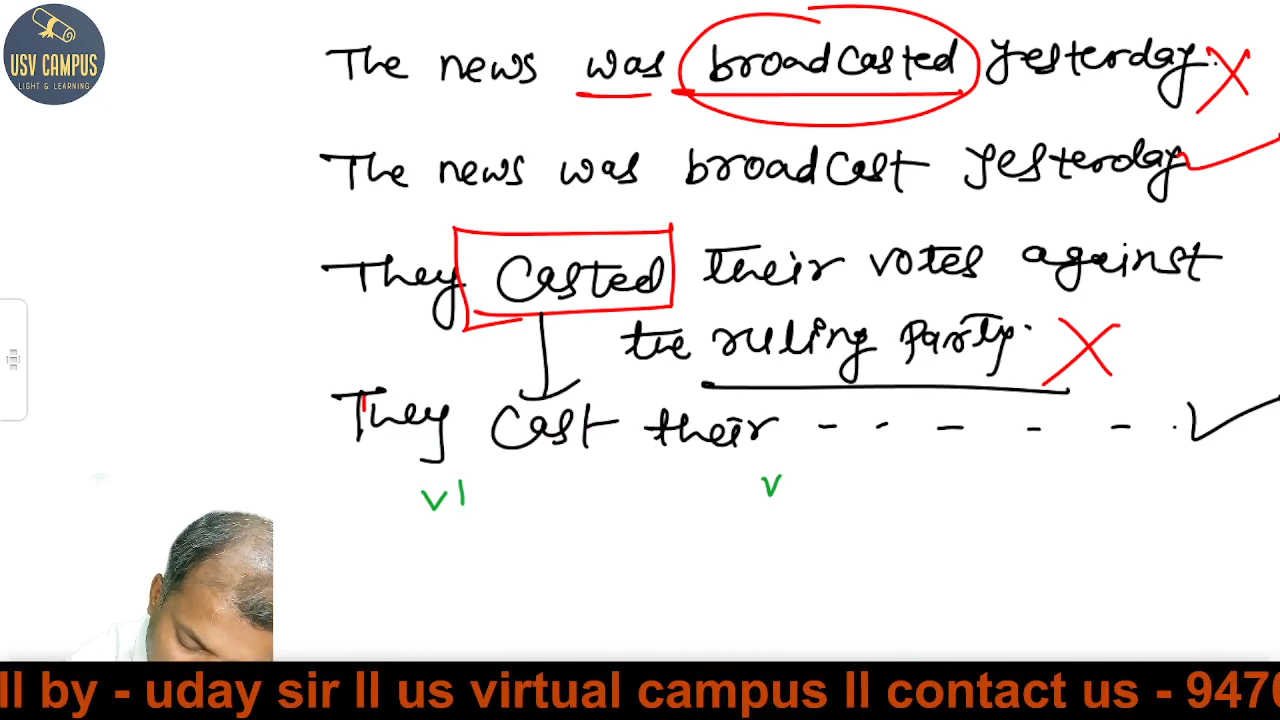 USV CAMPUS
LIGHT & LEARNING
The news was broadcasted yesterday.
The news was broadcast yesterday
They casted their votes against
the ruling party.
They cast their - - - - - .
V1 V
ll by - uday sir ll us virtual campus ll contact us - 9470